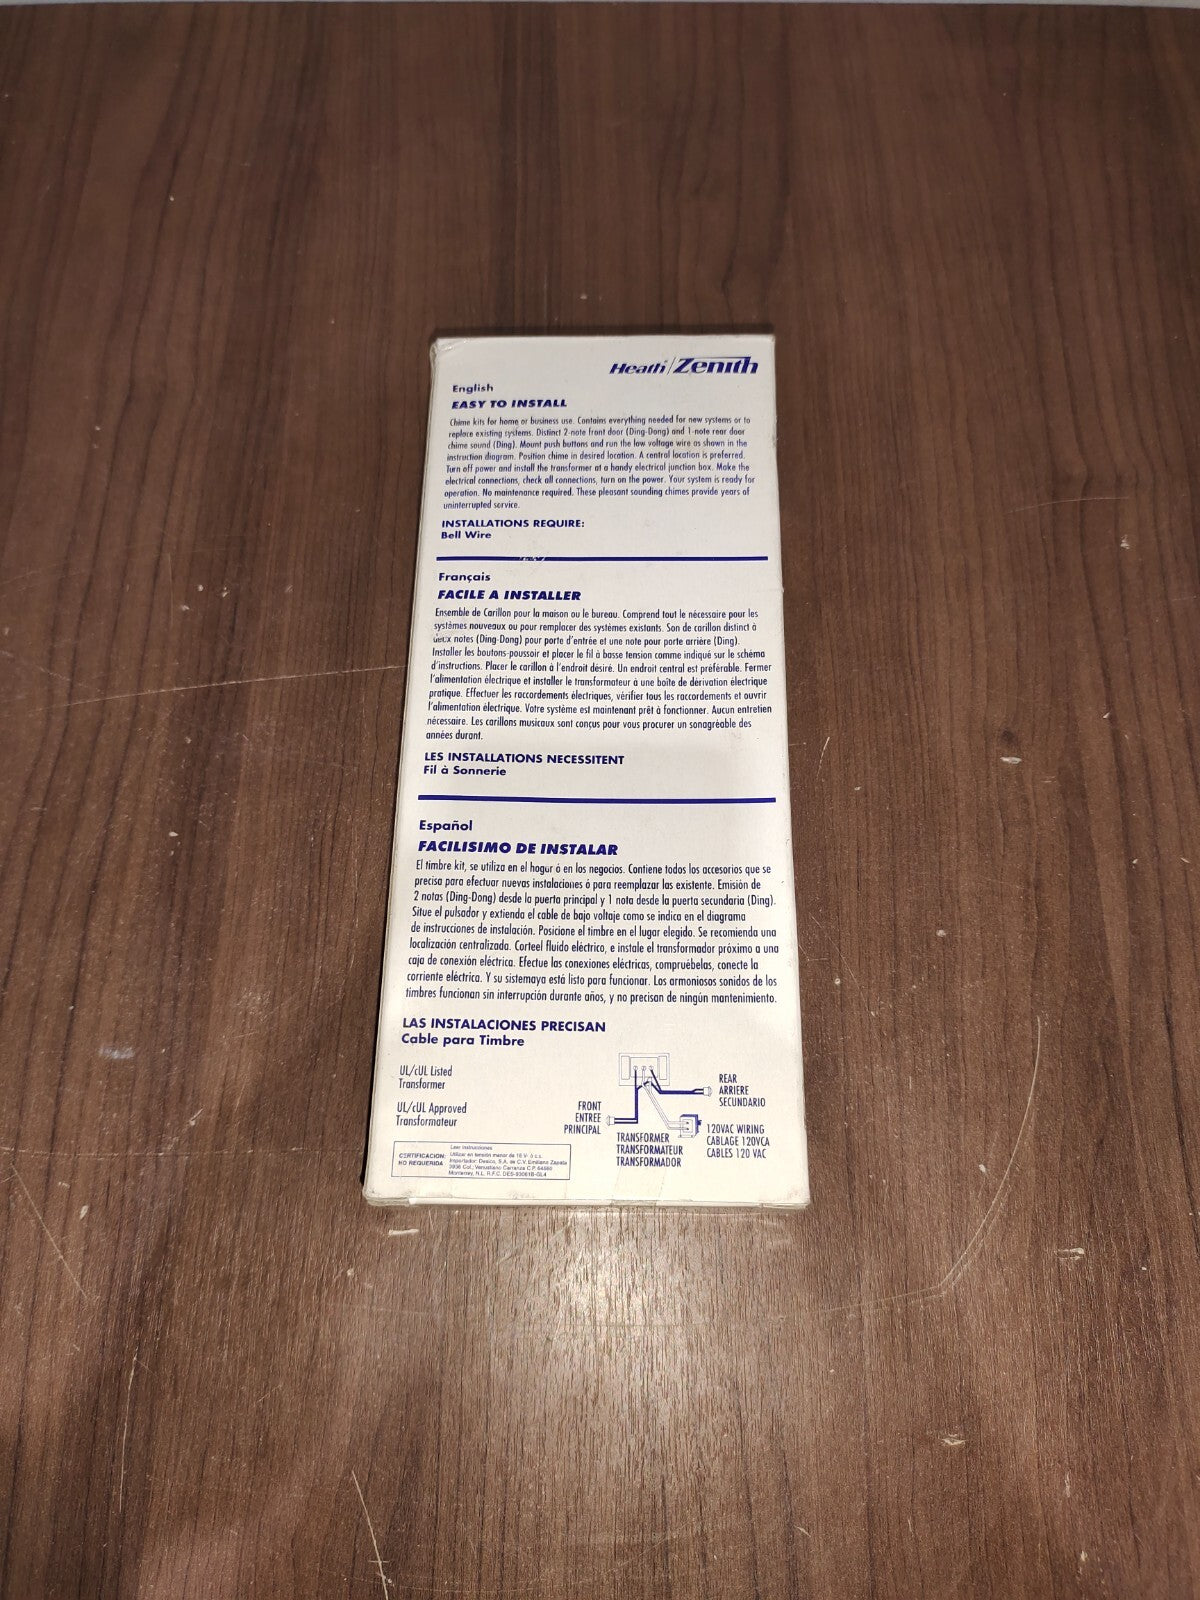 Heath/Zenith
English
EASY TO INSTALL
Chime kits for home or business use. Contains everything needed for new systems or to
replace existing systems. Distinct 2-note front door (Ding-Dong) and 1-note rear door
chime sound (Ding). Mount push buttons and run the low voltage wire as shown in the
instruction diagram. Position chime in desired location. A central location is preferred.
Turn off power and install the transformer at a handy electrical junction box. Make the
electrical connections, check all connections, turn on the power. Your system is ready for
operation. No maintenance required. These pleasant sounding chimes provide years of
uninterrupted service.
INSTALLATIONS REQUIRE:
Bell Wire
Français
FACILE A INSTALLER
Ensemble de Carillon pour la maison ou le bureau. Comprend tout le nécessaire pour les
systèmes nouveaux ou pour remplacer des systèmes existants. Son de carillon distinct à
deux notes (Ding-Dong) pour porte d'entrée et une note pour porte arrière (Ding).
Installer les boutons-poussoir et placer le fil à basse tension comme indiqué sur le schéma
d'instructions. Placer le carillon à l'endroit désiré. Un endroit central est préférable. Fermer
l'alimentation électrique et installer le transformateur à une boîte de dérivation électrique
pratique. Effectuer les raccordements électriques, vérifier tous les raccordements et ouvrir
l'alimentation électrique. Votre système est maintenant prêt à fonctionner. Aucun entretien
nécessaire. Les carillons musicaux sont conçus pour vous procurer un sonagréable des
années durant.
LES INSTALLATIONS NECESSITENT
Fil à Sonnerie
Español
FACILISIMO DE INSTALAR
El timbre kit, se utiliza en el hogar ó en los negocios. Contiene todos los accesorios que se
precisa para efectuar nuevas instalaciones ó para reemplazar las existente. Emisión de
2 notas (Ding-Dong) desde la puerta principal y 1 nota desde la puerta secundaria (Ding).
Situe el pulsador y extienda el cable de bajo voltaje como se indica en el diagrama
de instrucciones de instalación. Posicione el timbre en el lugar elegido. Se recomienda una
localización centralizada. Corteel fluido eléctrico, e instale el transformador próximo a una
caja de conexión eléctrica. Efectue las conexiones eléctricas, compruébelas, conecte la
corriente eléctrica. Y su sistemaya está listo para funcionar. Los armoniosos sonidos de los
timbres funcionan sin interrupción durante años, y no precisan de ningún mantenimiento.
LAS INSTALACIONES PRECISAN
Cable para Timbre
UL/cUL Listed
Transformer
UL/cUL Approved
Transformateur
FRONT
ENTREE
PRINCIPAL
REAR
ARRIERE
SECUNDARIO
TRANSFORMER
TRANSFORMATEUR
TRANSFORMADOR
120VAC WIRING
CABLAGE 120VCA
CABLES 120 VAC
CERTIFICACION:
NO REQUERIDA
Leer Instrucciones.
Utilizar en tensión menor de 16 V
Importador: Desico, S.A. de C.V. Emiliano Zapata
3936 Col.; Venustiano Carranza C.P. 64560
Monterrey, N.L. R.F.C.